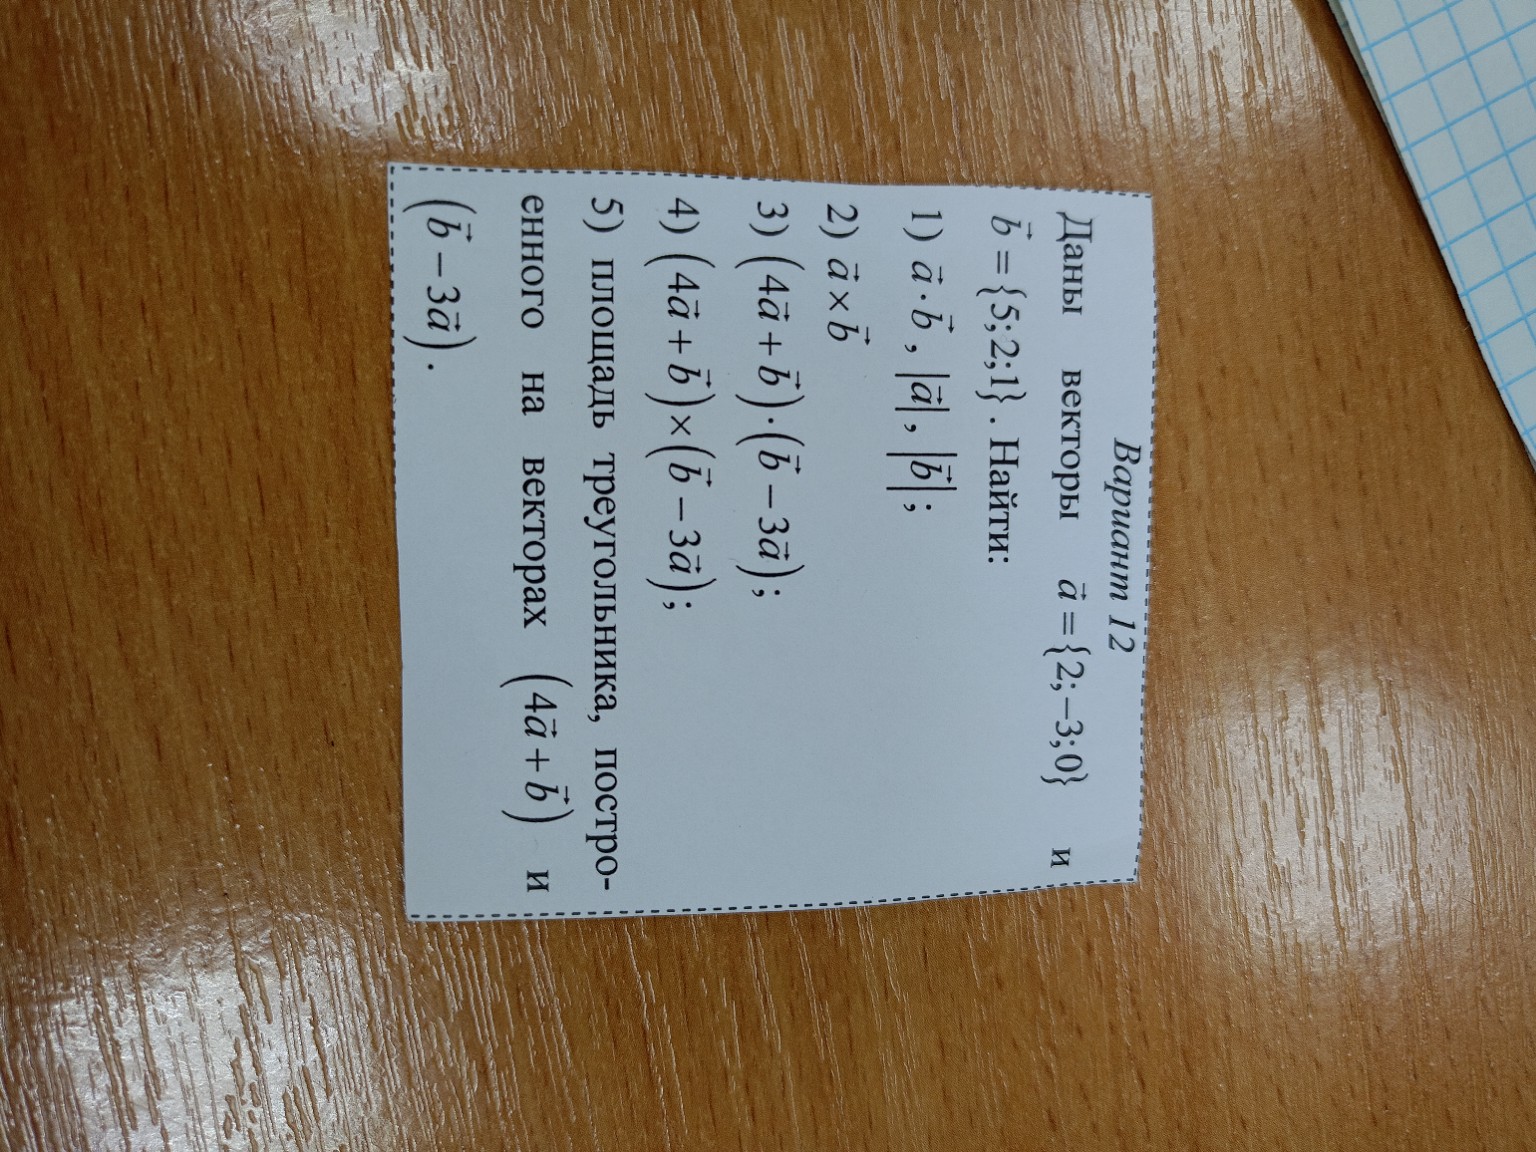 Вариант 12
Даны векторы a⃗ = {2; −3; 0} и
b⃗ = {5; 2; 1} . Найти:
1) a⃗ · b⃗ , |a⃗| , |b⃗| ;
2) a⃗ × b⃗
3) (4a⃗ + b⃗) · (b⃗ − 3a⃗) ;
4) (4a⃗ + b⃗) × (b⃗ − 3a⃗) ;
5) площадь треугольника, постро-
енного на векторах (4a⃗ + b⃗) и
(b⃗ − 3a⃗) .